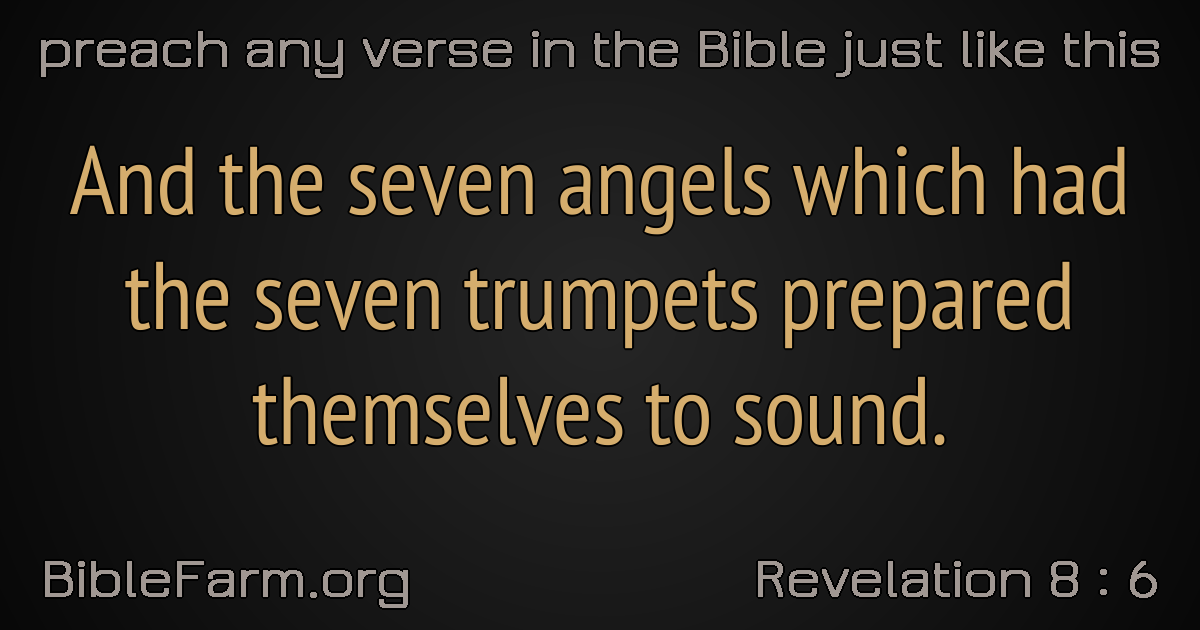 preach any verse in the Bible just like this
And the seven angels which had
the seven trumpets prepared
themselves to sound.
BibleFarm.org
Revelation 8 : 6